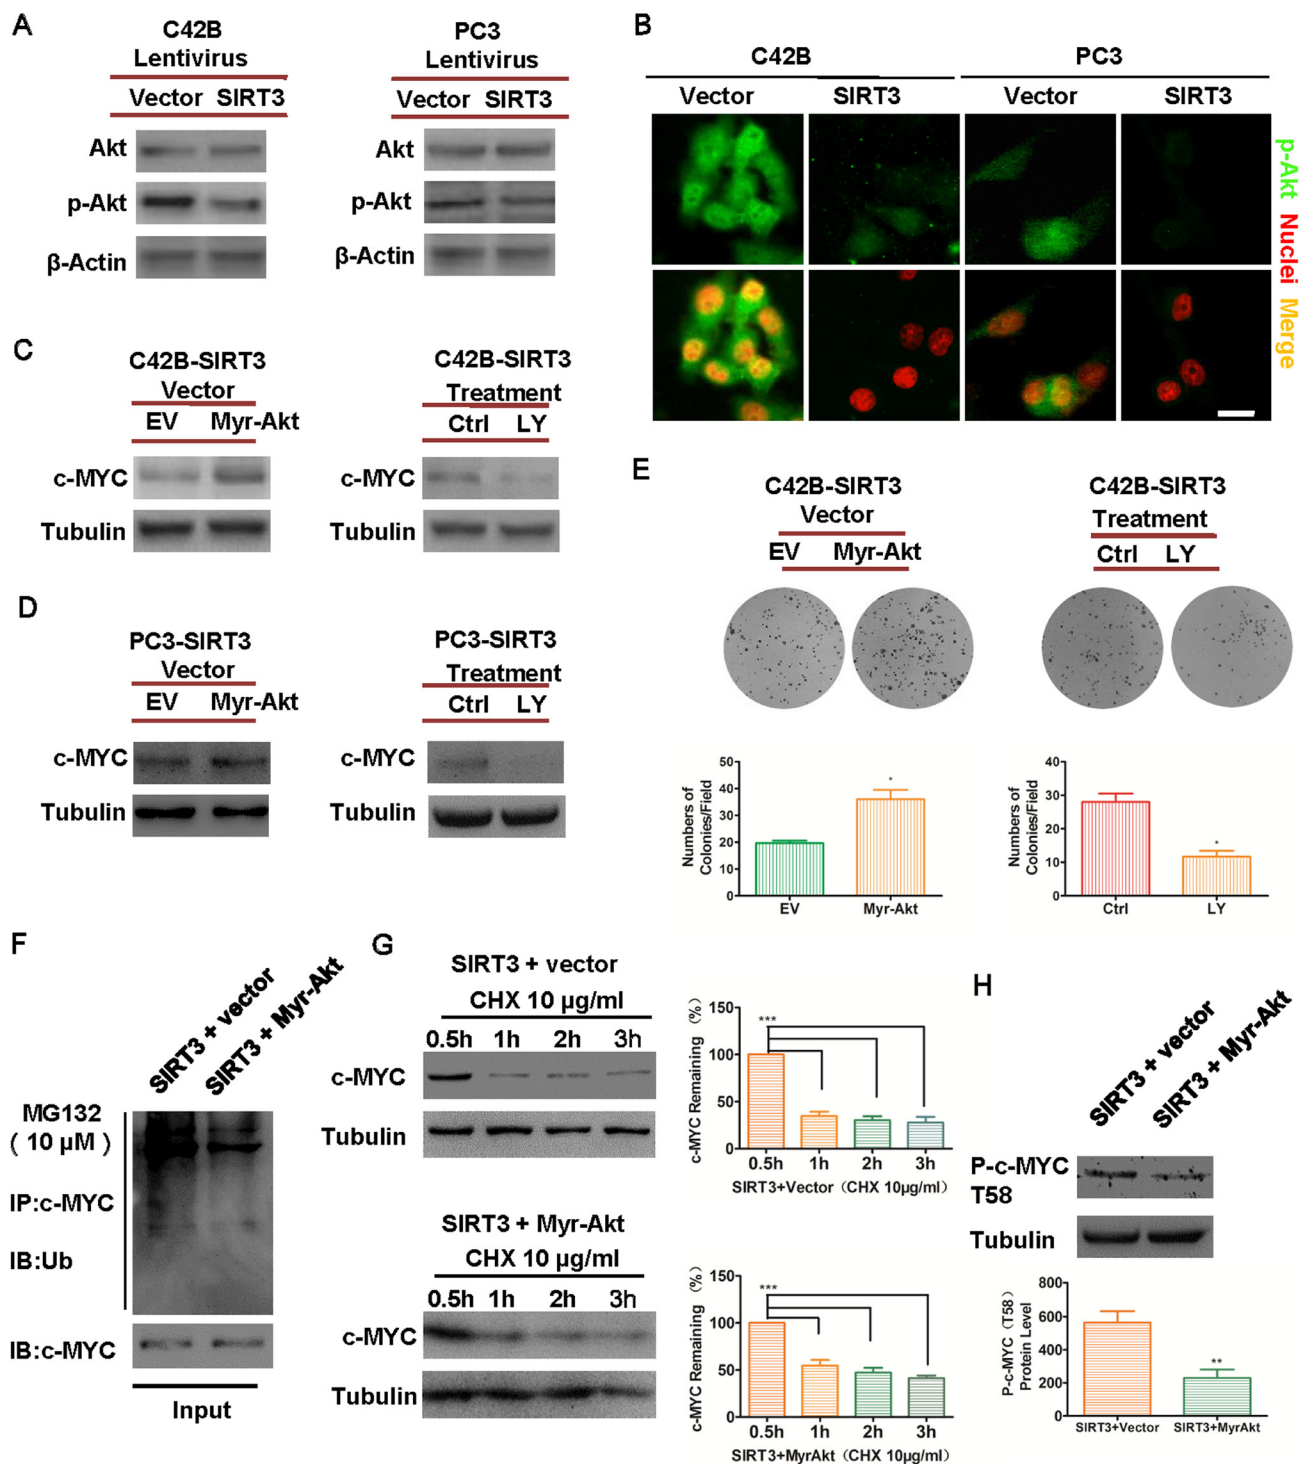 A
C42B
Lentivirus
Vector SIRT3
Akt
p-Akt
β-Actin
PC3
Lentivirus
Vector SIRT3
Akt
p-Akt
β-Actin
B
C42B PC3
Vector SIRT3 Vector SIRT3
p-Akt Nuclei Merge
C
C42B-SIRT3
Vector
EV Myr-Akt
c-MYC
Tubulin
C42B-SIRT3
Treatment
Ctrl LY
c-MYC
Tubulin
D
PC3-SIRT3
Vector
EV Myr-Akt
c-MYC
Tubulin
PC3-SIRT3
Treatment
Ctrl LY
c-MYC
Tubulin
E
C42B-SIRT3
Vector
EV Myr-Akt
C42B-SIRT3
Treatment
Ctrl LY
Numbers of
Colonies/Field
50
40
30
20
10
0
*
EV Myr-Akt
Numbers of
Colonies/Field
40
30
20
10
0
*
Ctrl LY
F
SIRT3 + vector
SIRT3 + Myr-Akt
MG132
( 10 μM )
IP:c-MYC
IB:Ub
IB:c-MYC
Input
G
SIRT3 + vector
CHX 10 μg/ml
0.5h 1h 2h 3h
c-MYC
Tubulin
c-MYC Remaining (%)
150
100
50
0
***
0.5h 1h 2h 3h
SIRT3+Vector (CHX 10μg/ml)
SIRT3 + Myr-Akt
CHX 10 μg/ml
0.5h 1h 2h 3h
c-MYC
Tubulin
c-MYC Remaining (%)
150
100
50
0
***
0.5h 1h 2h 3h
SIRT3+MyrAkt (CHX 10μg/ml)
H
SIRT3 + vector
SIRT3 + Myr-Akt
P-c-MYC
T58
Tubulin
P-c-MYC (T58)
Protein Level
800
600
400
200
0
**
SIRT3+Vector SIRT3+MyrAkt